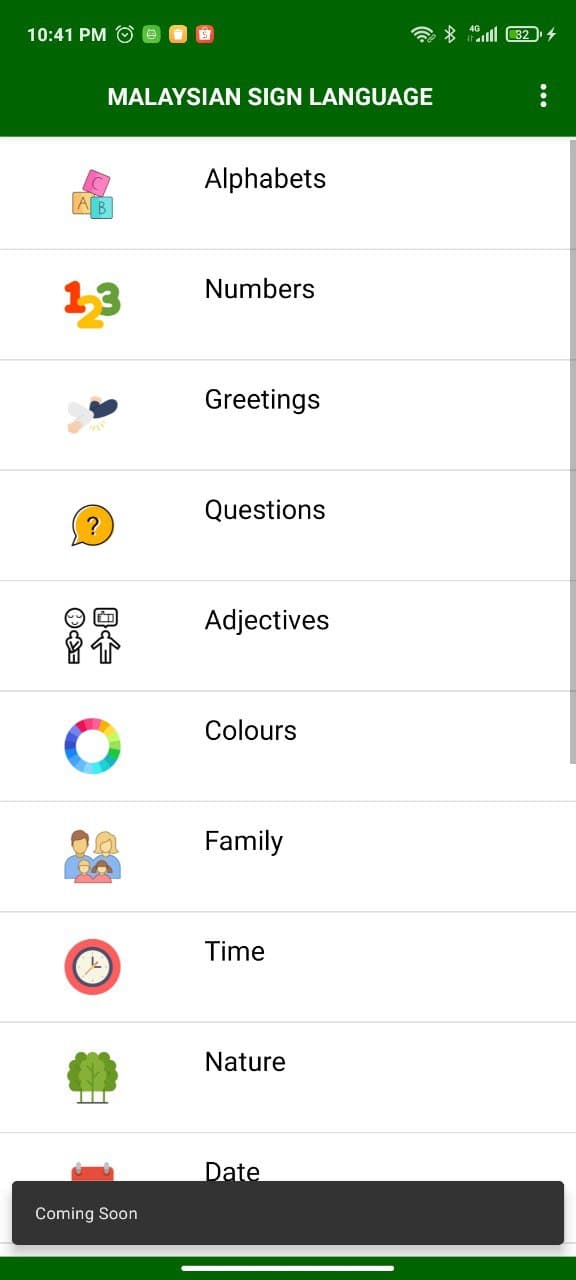 10:41 PM
4G
32
MALAYSIAN SIGN LANGUAGE
C
A B
Alphabets
123
Numbers
Greetings
?
Questions
Adjectives
Colours
Family
Time
Nature
Date
Coming Soon